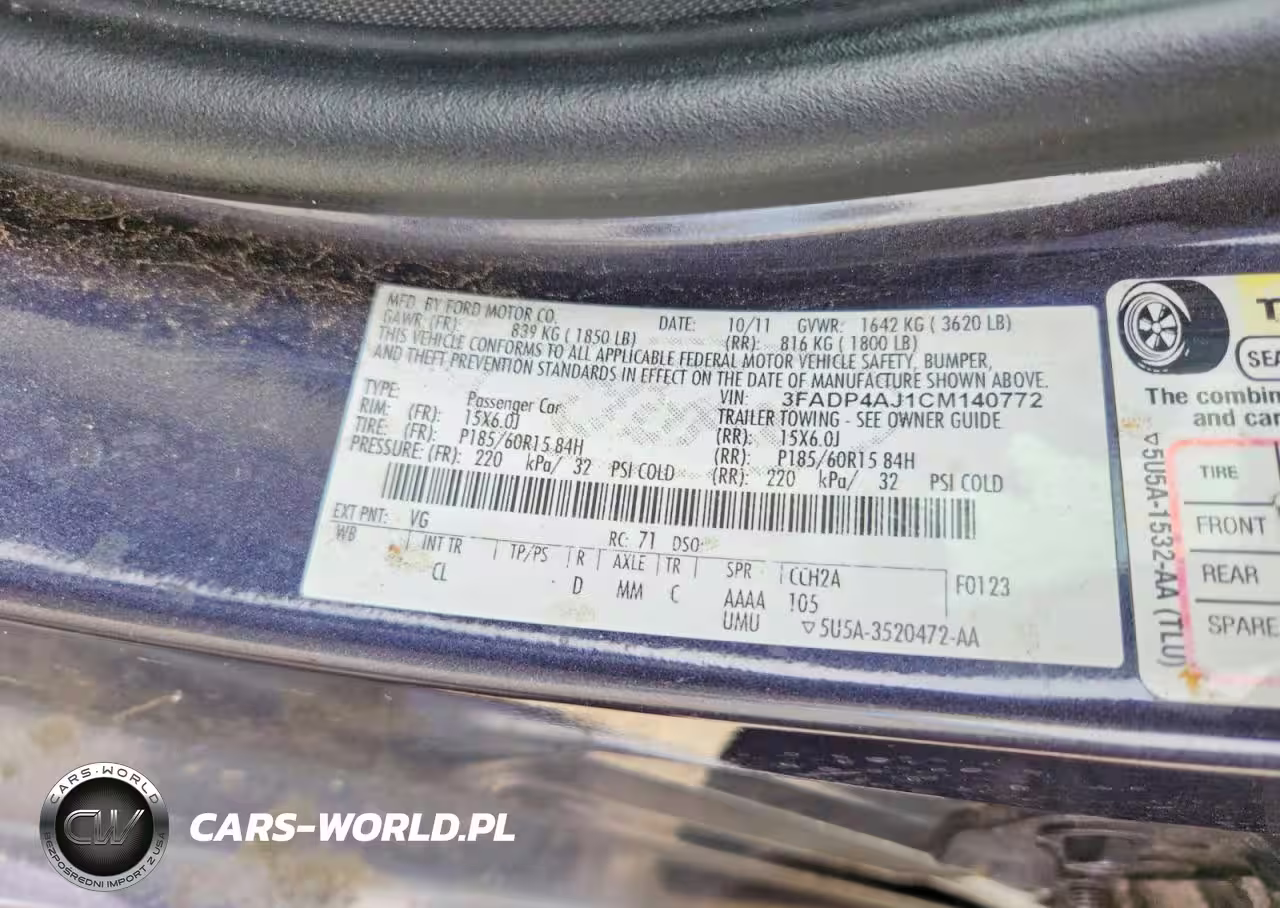 MFD. BY FORD MOTOR CO. DATE: 10/11 GVWR: 1642 KG ( 3620 LB)
GAWR (FR): 839 KG ( 1850 LB) (RR): 816 KG ( 1800 LB)
THIS VEHICLE CONFORMS TO ALL APPLICABLE FEDERAL MOTOR VEHICLE SAFETY, BUMPER,
AND THEFT PREVENTION STANDARDS IN EFFECT ON THE DATE OF MANUFACTURE SHOWN ABOVE.
VIN: 3FADP4AJ1CM140772
TYPE: Passenger Car TRAILER TOWING - SEE OWNER GUIDE.
RIM: (FR): 15X6.0J (RR): 15X6.0J
TIRE: (FR): P185/60R15 84H (RR): P185/60R15 84H
PRESSURE: (FR): 220 kPa/ 32 PSI COLD (RR): 220 kPa/ 32 PSI COLD
EXT PNT: VG RC: 71 DSO:
WB INT TR TP/PS R AXLE TR SPR CCH2A F0123
CL D MM C AAAA 105
UMU ▽5U5A-3520472-AA
SEA
The combin
and car
▽5U5A-1532-AA (TLU)
TIRE
FRONT
REAR
SPARE
CARS-WORLD
CW
BEZPOŚREDNI IMPORT Z USA
CARS-WORLD.PL